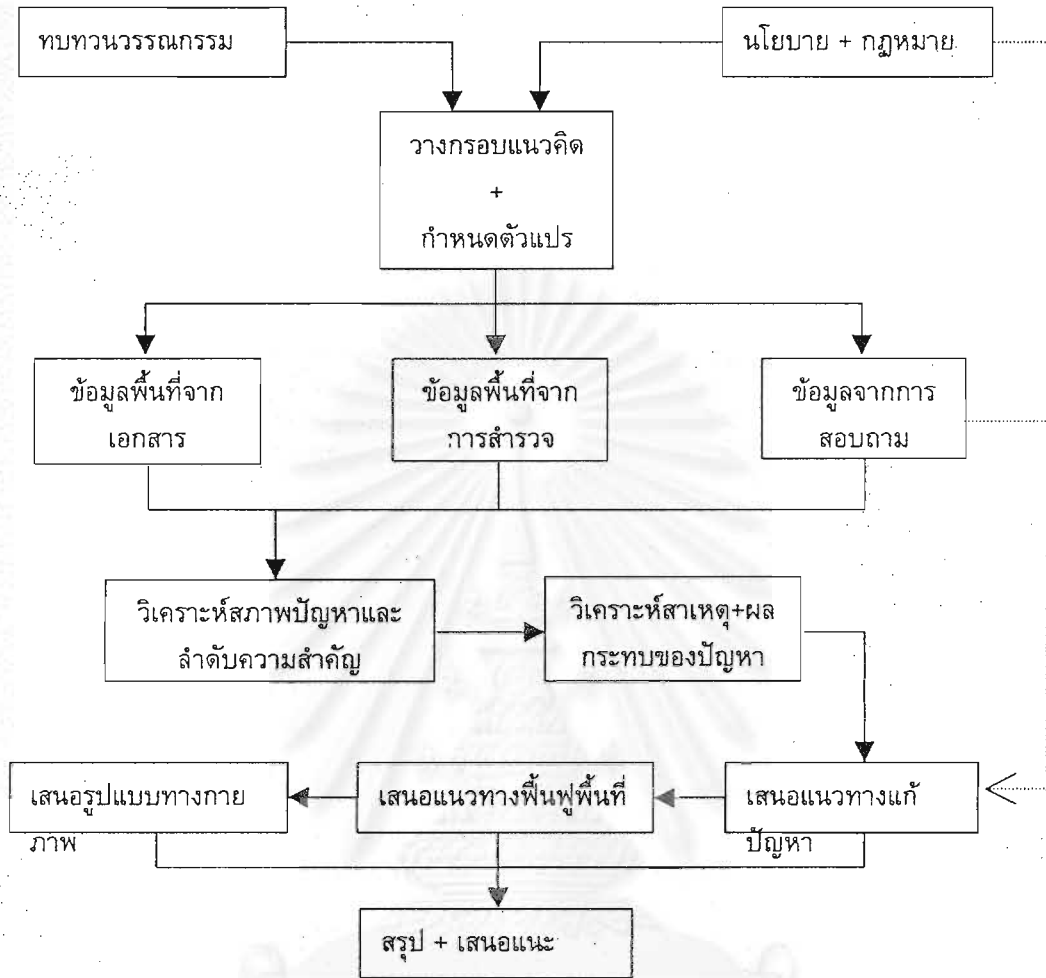 ทบทวนวรรณกรรม
นโยบาย + กฎหมาย
วางกรอบแนวคิด
+
กำหนดตัวแปร
ข้อมูลพื้นที่จาก
เอกสาร
ข้อมูลพื้นที่จาก
การสำรวจ
ข้อมูลจากการ
สอบถาม
วิเคราะห์สภาพปัญหาและ
ลำดับความสำคัญ
วิเคราะห์สาเหตุ+ผล
กระทบของปัญหา
เสนอรูปแบบทางกาย
ภาพ
เสนอแนวทางฟื้นฟูพื้นที่
เสนอแนวทางแก้
ปัญหา
สรุป + เสนอแนะ